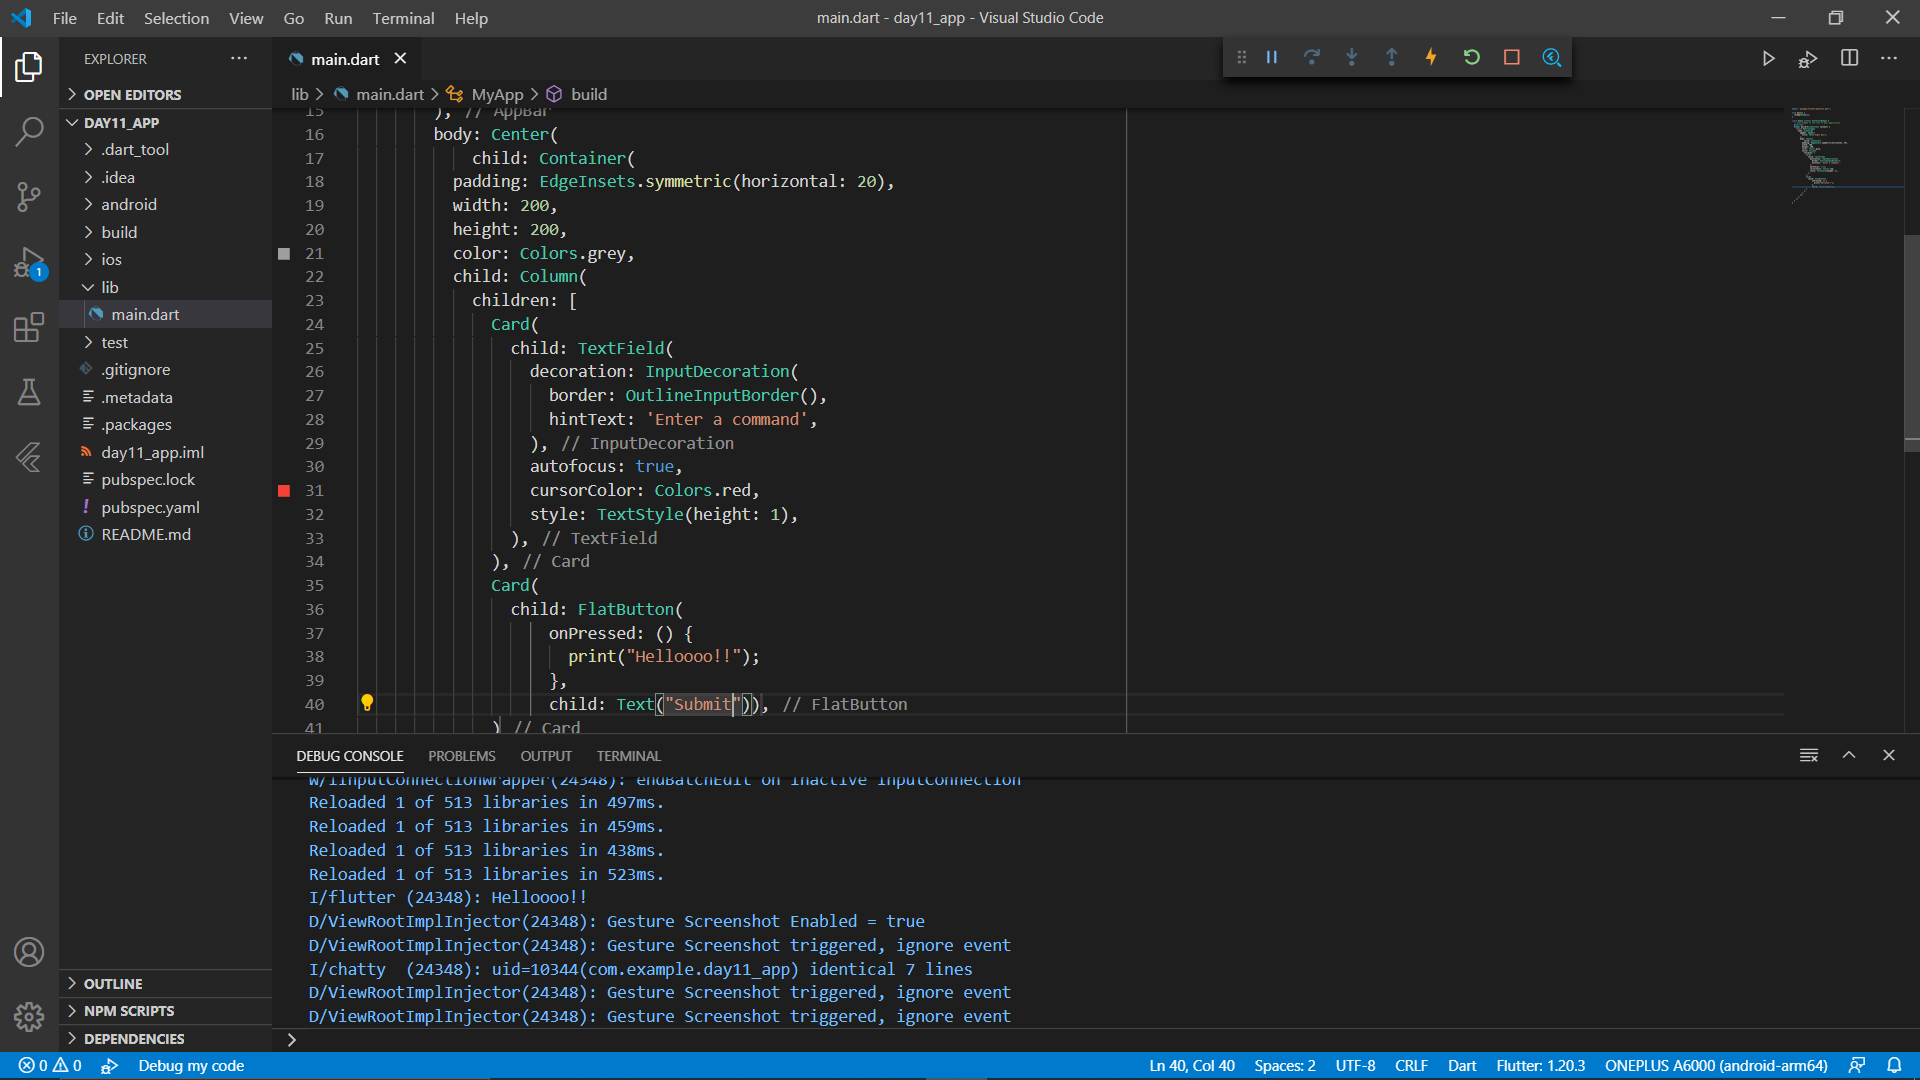 File Edit Selection View Go Run Terminal Help
main.dart - day11_app - Visual Studio Code
EXPLORER
OPEN EDITORS
DAY11_APP
.dart_tool
.idea
android
build
ios
lib
main.dart
test
.gitignore
.metadata
.packages
day11_app.iml
pubspec.lock
pubspec.yaml
README.md
OUTLINE
NPM SCRIPTS
DEPENDENCIES
1
main.dart
lib > main.dart > MyApp > build
15 ), // AppBar
16 body: Center(
17 child: Container(
18 padding: EdgeInsets.symmetric(horizontal: 20),
19 width: 200,
20 height: 200,
21 color: Colors.grey,
22 child: Column(
23 children: [
24 Card(
25 child: TextField(
26 decoration: InputDecoration(
27 border: OutlineInputBorder(),
28 hintText: 'Enter a command',
29 ), // InputDecoration
30 autofocus: true,
31 cursorColor: Colors.red,
32 style: TextStyle(height: 1),
33 ), // TextField
34 ), // Card
35 Card(
36 child: FlatButton(
37 onPressed: () {
38 print("Helloooo!!");
39 },
40 child: Text("Submit")), // FlatButton
41 ) // Card
DEBUG CONSOLE PROBLEMS OUTPUT TERMINAL
W/IInputConnectionWrapper(24348): endBatchEdit on inactive InputConnection
Reloaded 1 of 513 libraries in 497ms.
Reloaded 1 of 513 libraries in 459ms.
Reloaded 1 of 513 libraries in 438ms.
Reloaded 1 of 513 libraries in 523ms.
I/flutter (24348): Helloooo!!
D/ViewRootImplInjector(24348): Gesture Screenshot Enabled = true
D/ViewRootImplInjector(24348): Gesture Screenshot triggered, ignore event
I/chatty  (24348): uid=10344(com.example.day11_app) identical 7 lines
D/ViewRootImplInjector(24348): Gesture Screenshot triggered, ignore event
D/ViewRootImplInjector(24348): Gesture Screenshot triggered, ignore event
0 0 Debug my code Ln 40, Col 40 Spaces: 2 UTF-8 CRLF Dart Flutter: 1.20.3 ONEPLUS A6000 (android-arm64)